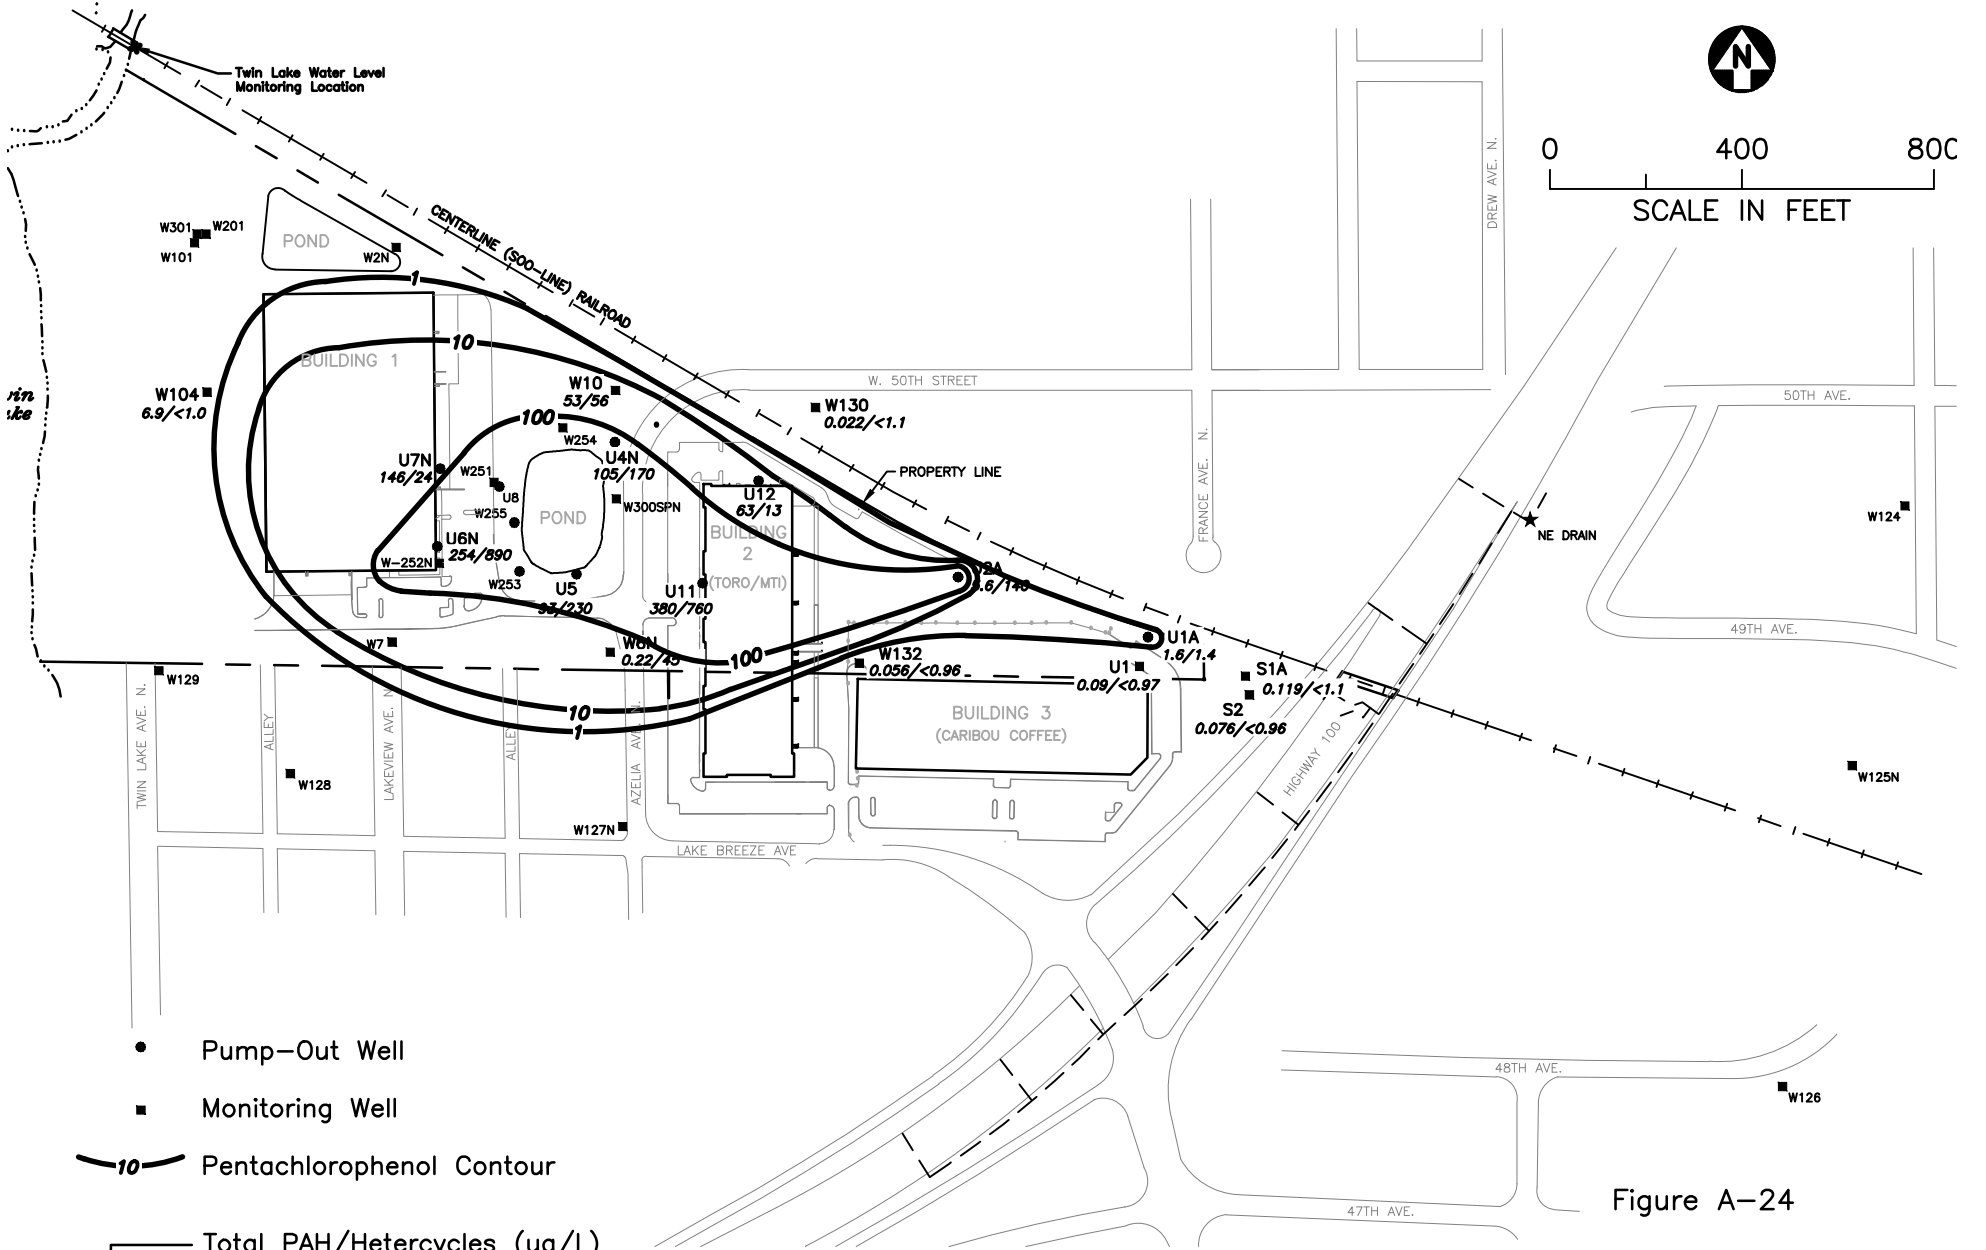 Twin Lake Water Level
Monitoring Location
N
0 400
SCALE IN FEET
DREW AVE. N.
CENTERLINE (SOO-LINE) RAILROAD
W301 W201
W101
POND
W2N
1
10
BUILDING 1
W104
6.9/<1.0
W10
53/56
W. 50TH STREET
50TH AVE.
W130
0.022/<1.1
100
W254
U4N
105/170
U7N
146/24
W251
U8
W255
POND
W300SPN
U12
63/13
PROPERTY LINE
FRANCE AVE. N.
W124
NE DRAIN
BUILDING
2
(TORO/MTI)
U6N
254/890
W-252N
W253
U5
93/230
U11
380/760
U2A
U1A
1.6/1.4
49TH AVE.
W7
W6N
0.22/45
100
W132
0.056/<0.96
U1
0.09/<0.97
S1A
0.119/<1.1
S2
0.076/<0.96
W129
10
1
BUILDING 3
(CARIBOU COFFEE)
TWIN LAKE AVE. N.
ALLEY
LAKEVIEW AVE. N.
ALLEY
AZELIA AVE. N.
HIGHWAY 100
W125N
W128
W127N
LAKE BREEZE AVE
Pump-Out Well
Monitoring Well
10 Pentachlorophenol Contour
Total PAH/Hetercycles (ug/L)
48TH AVE.
W126
47TH AVE.
Figure A-24